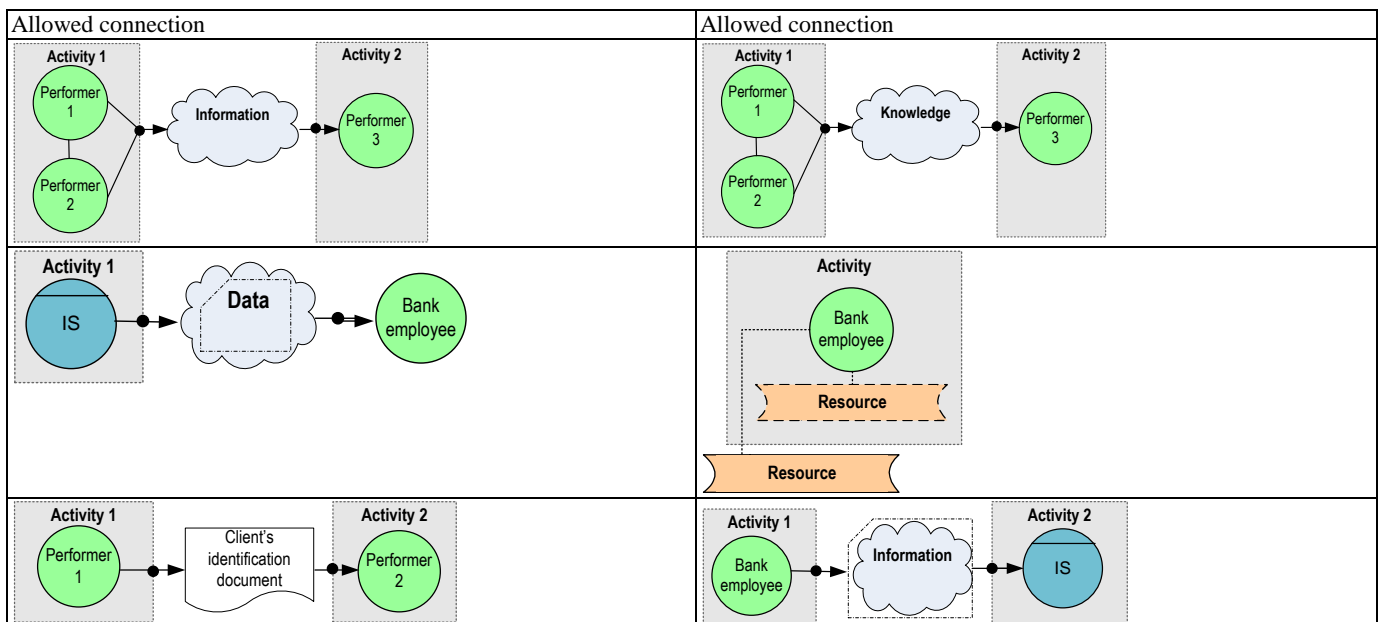 Allowed connection
Allowed connection
Activity 1
Activity 2
Performer
1
Information
Performer
3
Performer
2
Activity 1
Activity 2
Performer
1
Knowledge
Performer
3
Performer
2
Activity 1
IS
Data
Bank
employee
Activity
Bank
employee
Resource
Resource
Activity 1
Performer
1
Client's
identification
document
Activity 2
Performer
2
Activity 1
Bank
employee
Information
Activity 2
IS